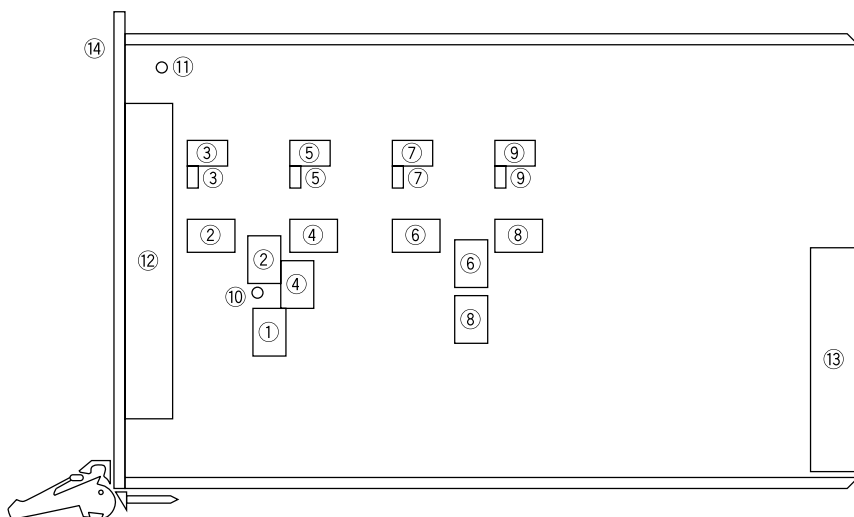 ⑭
⑪
③ ⑤ ⑦ ⑨
③ ⑤ ⑦ ⑨
② ④ ⑥ ⑧
⑫ ② ⑥
⑩ ④
① ⑧
⑬